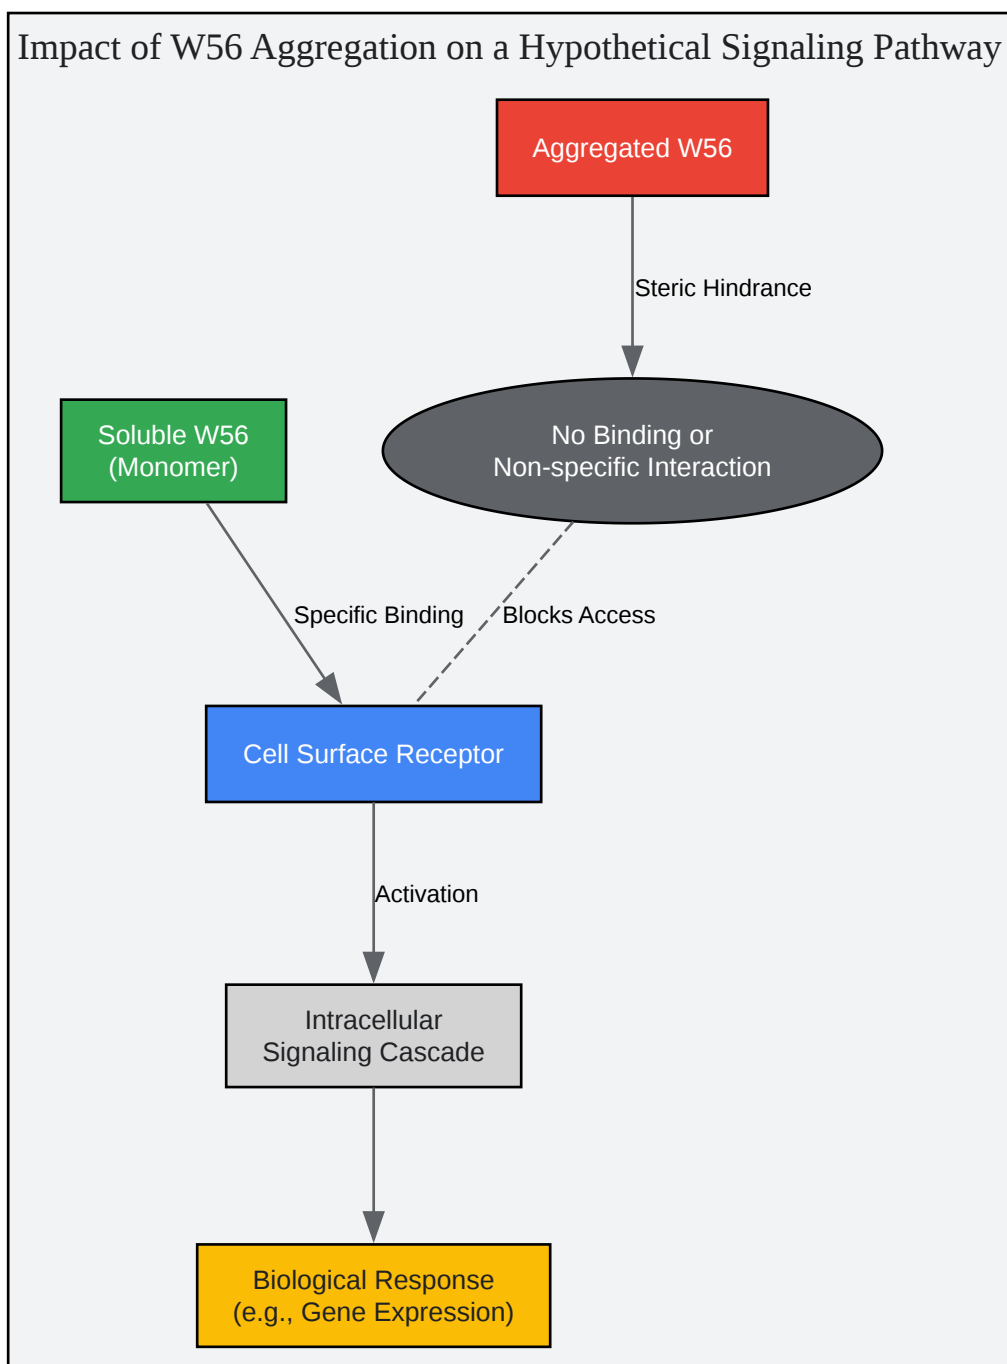 Impact of W56 Aggregation on a Hypothetical Signaling Pathway
Aggregated W56
Steric Hindrance
Soluble W56
(Monomer)
No Binding or
Non-specific Interaction
Specific Binding
Blocks Access
Cell Surface Receptor
Activation
Intracellular
Signaling Cascade
Biological Response
(e.g., Gene Expression)